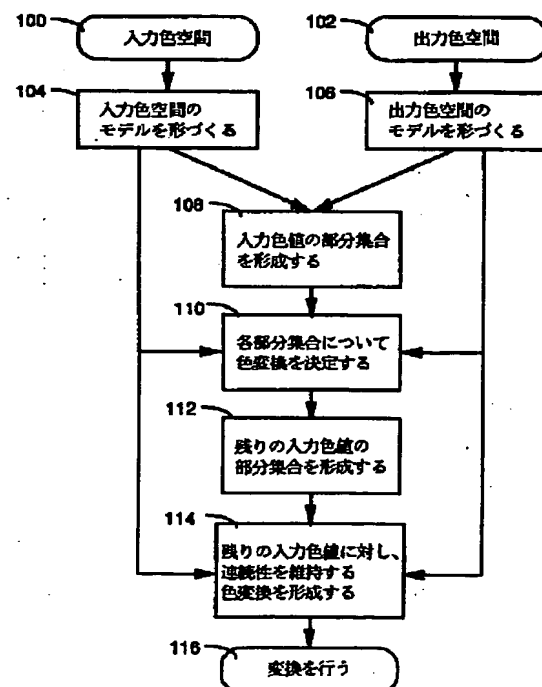 100
入力色空間
102
出力色空間
104
入力色空間の
モデルを形づくる
106
出力色空間の
モデルを形づくる
108
入力色値の部分集合
を形成する
110
各部分集合について
色変換を決定する
112
残りの入力色値の
部分集合を形成する
114
残りの入力色値に対し、
連続性を維持する
色変換を形成する
116
変換を行う